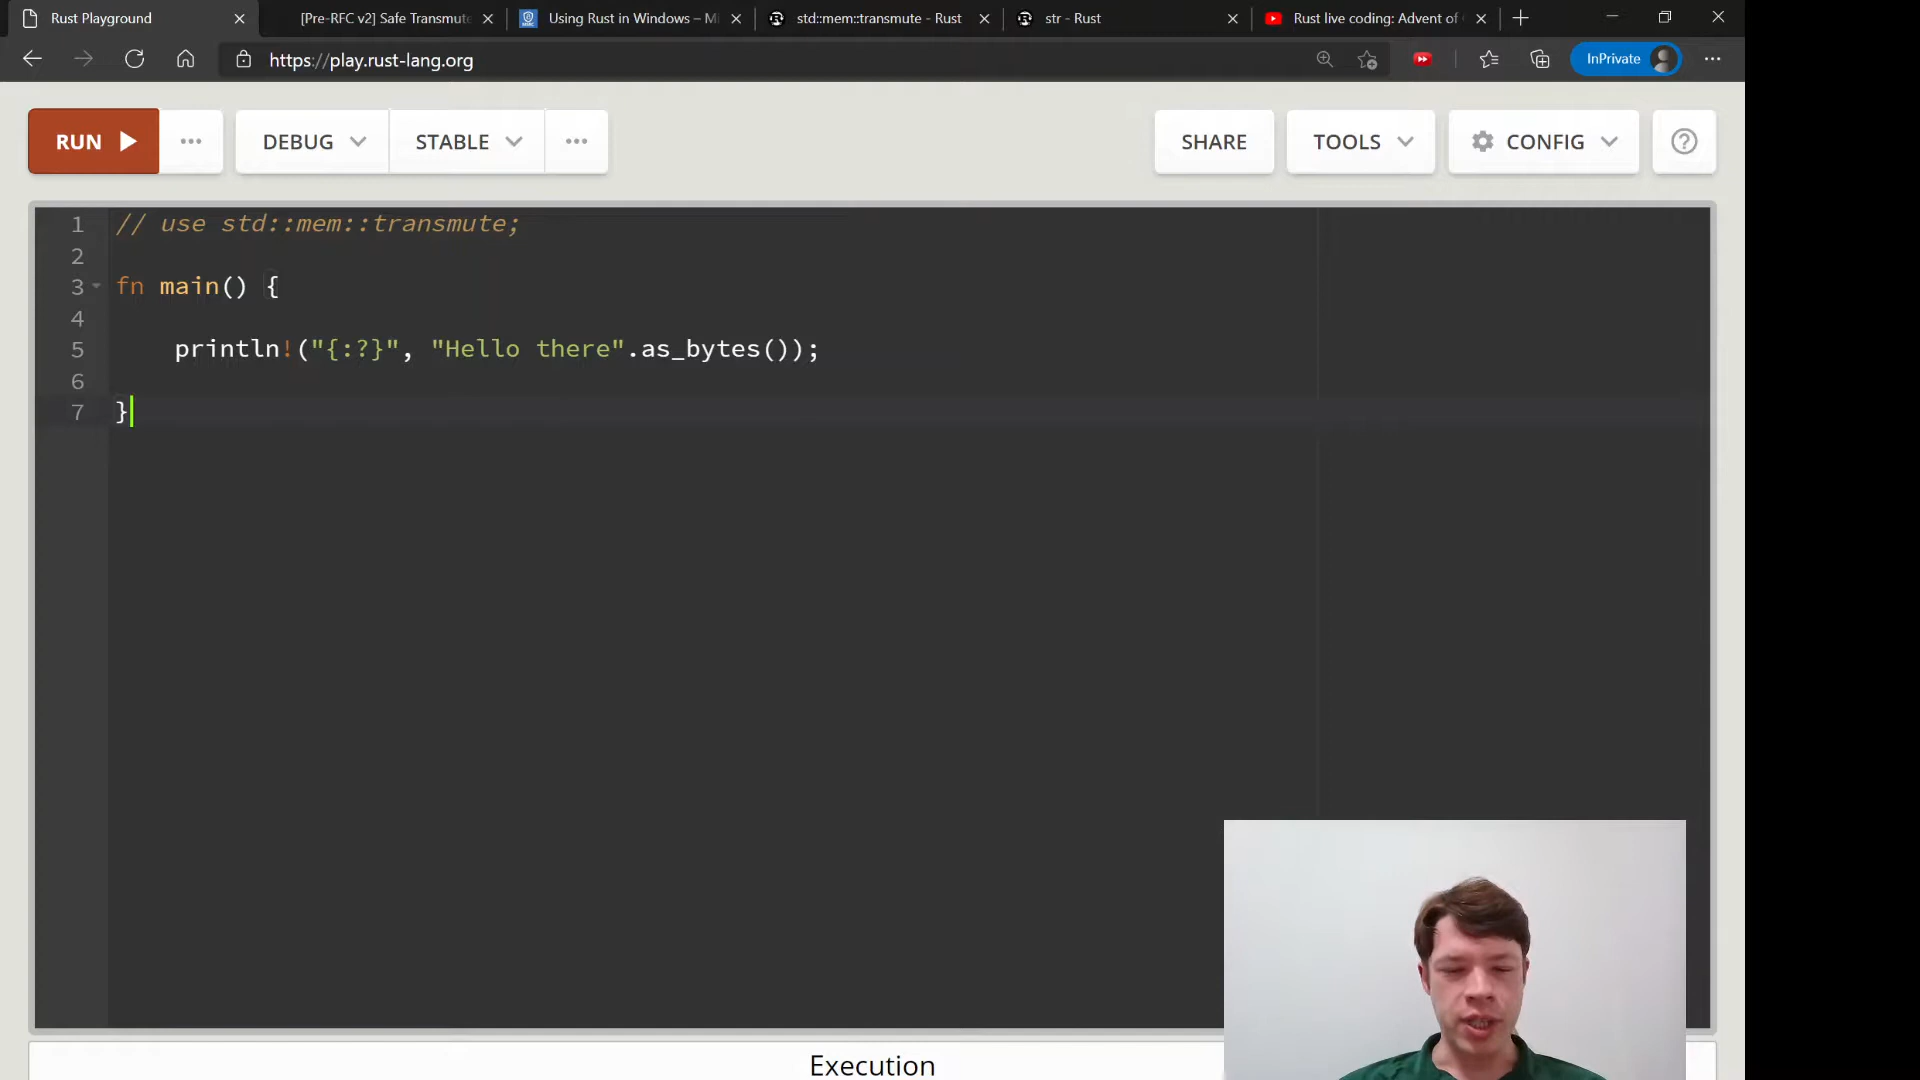 Rust Playground
[Pre-RFC v2] Safe Transmute
Using Rust in Windows – Mi
std::mem::transmute - Rust
str - Rust
Rust live coding: Advent of
https://play.rust-lang.org
InPrivate
RUN
DEBUG
STABLE
SHARE
TOOLS
CONFIG
1 // use std::mem::transmute;
2
3 fn main() {
4
5 println!("{:?}", "Hello there".as_bytes());
6
7 }
Execution